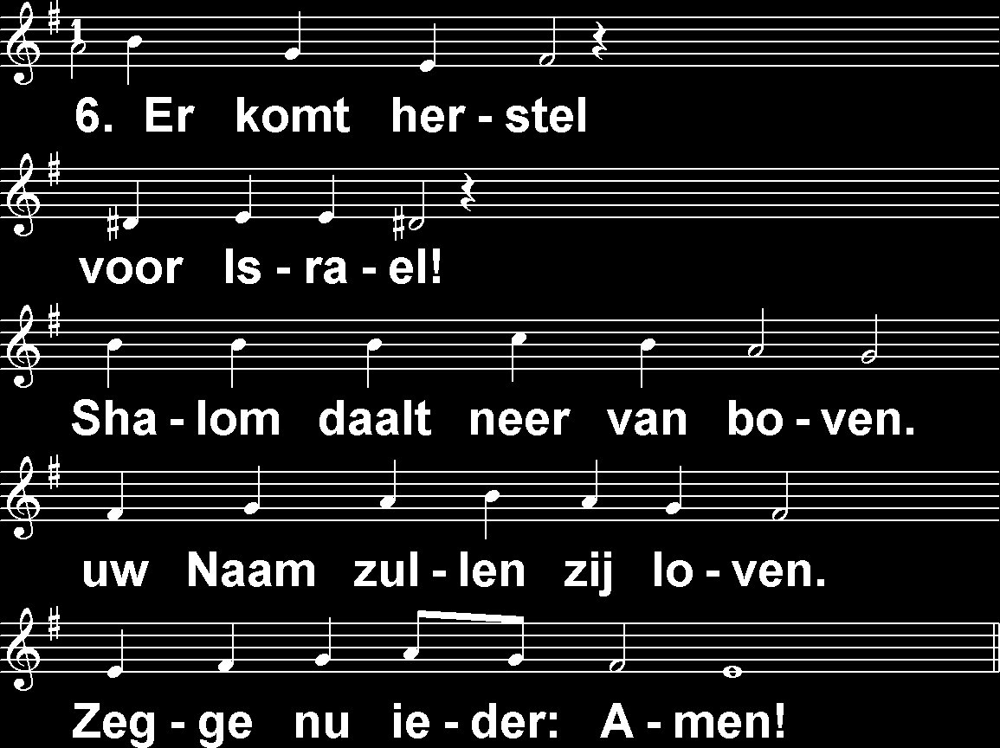 6. Er komt her - stel
voor Is - ra - el!
Sha - lom daalt neer van bo - ven.
uw Naam zul - len zij lo - ven.
Zeg - ge nu ie - der: A - men!